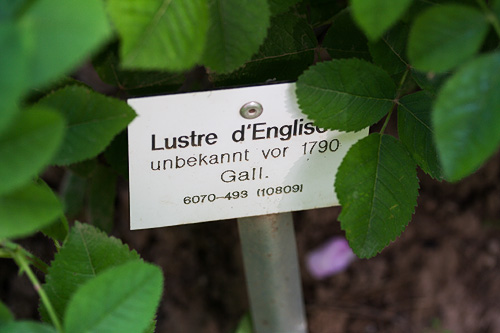 Lustre d'Englise
unbekannt vor 1790
Gall.
6070-493 (10809)